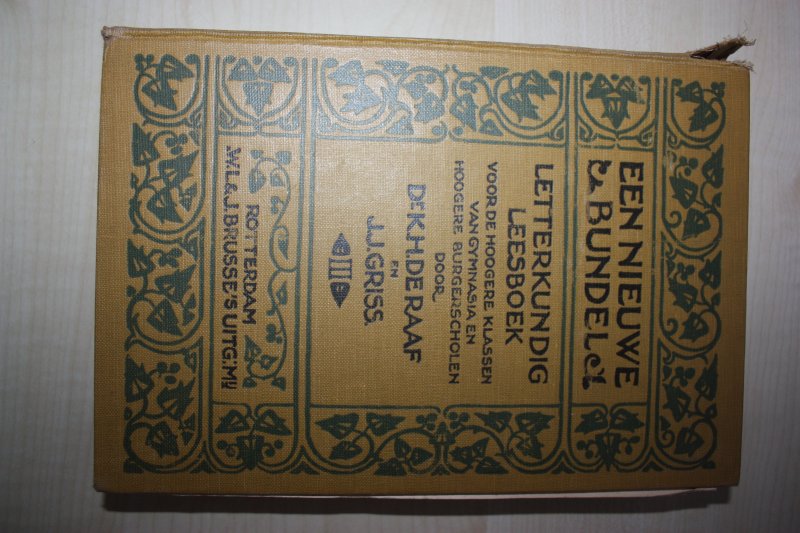 EEN NIEUWE
BUNDEL
LETTERKUNDIG
LEESBOEK
VOOR DE HOOGERE KLASSEN
VAN GYMNASIA EN
HOOGERE BURGERSCHOLEN
DOOR
DR K.H. DE RAAF
EN
J.J. GRISS
III
ROTTERDAM
W.L. & J. BRUSSE'S UITG: MIJ